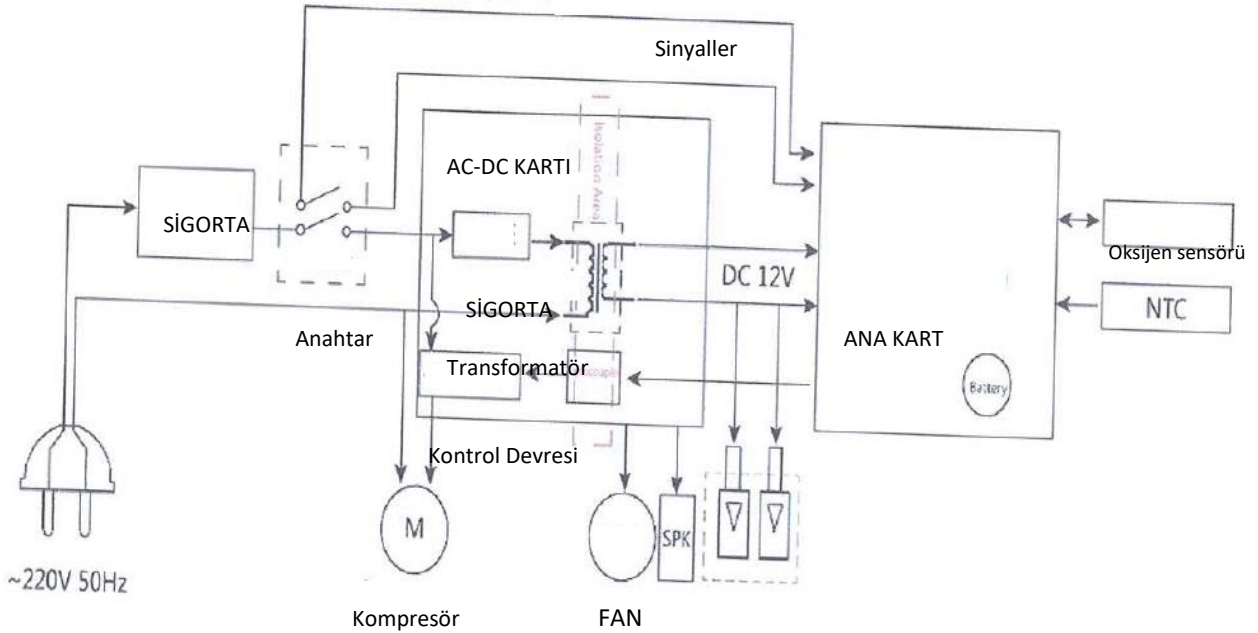 Sinyaller
Isolation Area
AC-DC KARTI
SİGORTA
Oksijen sensörü
DC 12V
SİGORTA
NTC
Anahtar
ANA KART
Transformatör
Battery
Kontrol Devresi
M
SPK
~220V 50Hz
Kompresör
FAN